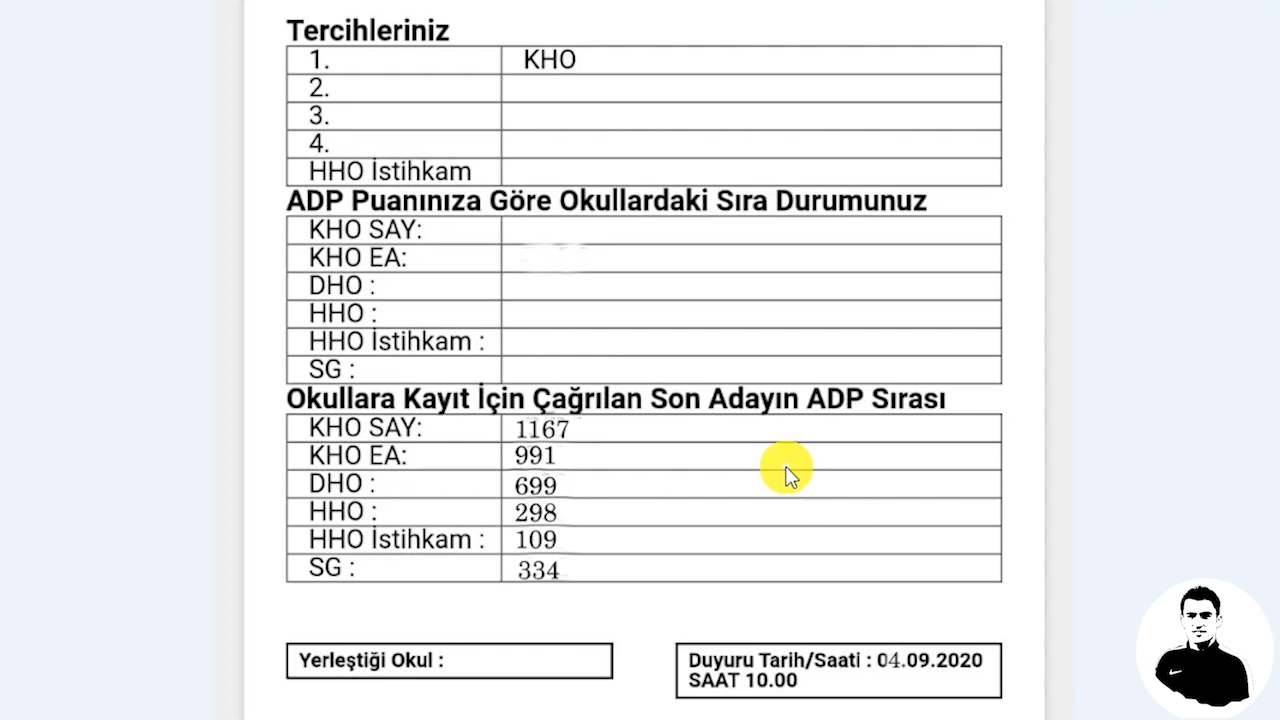 Tercihleriniz
1. KHO
2.
3.
4.
HHO İstihkam
ADP Puanınıza Göre Okullardaki Sıra Durumunuz
KHO SAY:
KHO EA:
DHO :
HHO :
HHO İstihkam :
SG :
Okullara Kayıt İçin Çağrılan Son Adayın ADP Sırası
KHO SAY: 1167
KHO EA: 991
DHO : 699
HHO : 298
HHO İstihkam : 109
SG : 334
Yerleştiği Okul :
Duyuru Tarih/Saati : 04.09.2020
SAAT 10.00